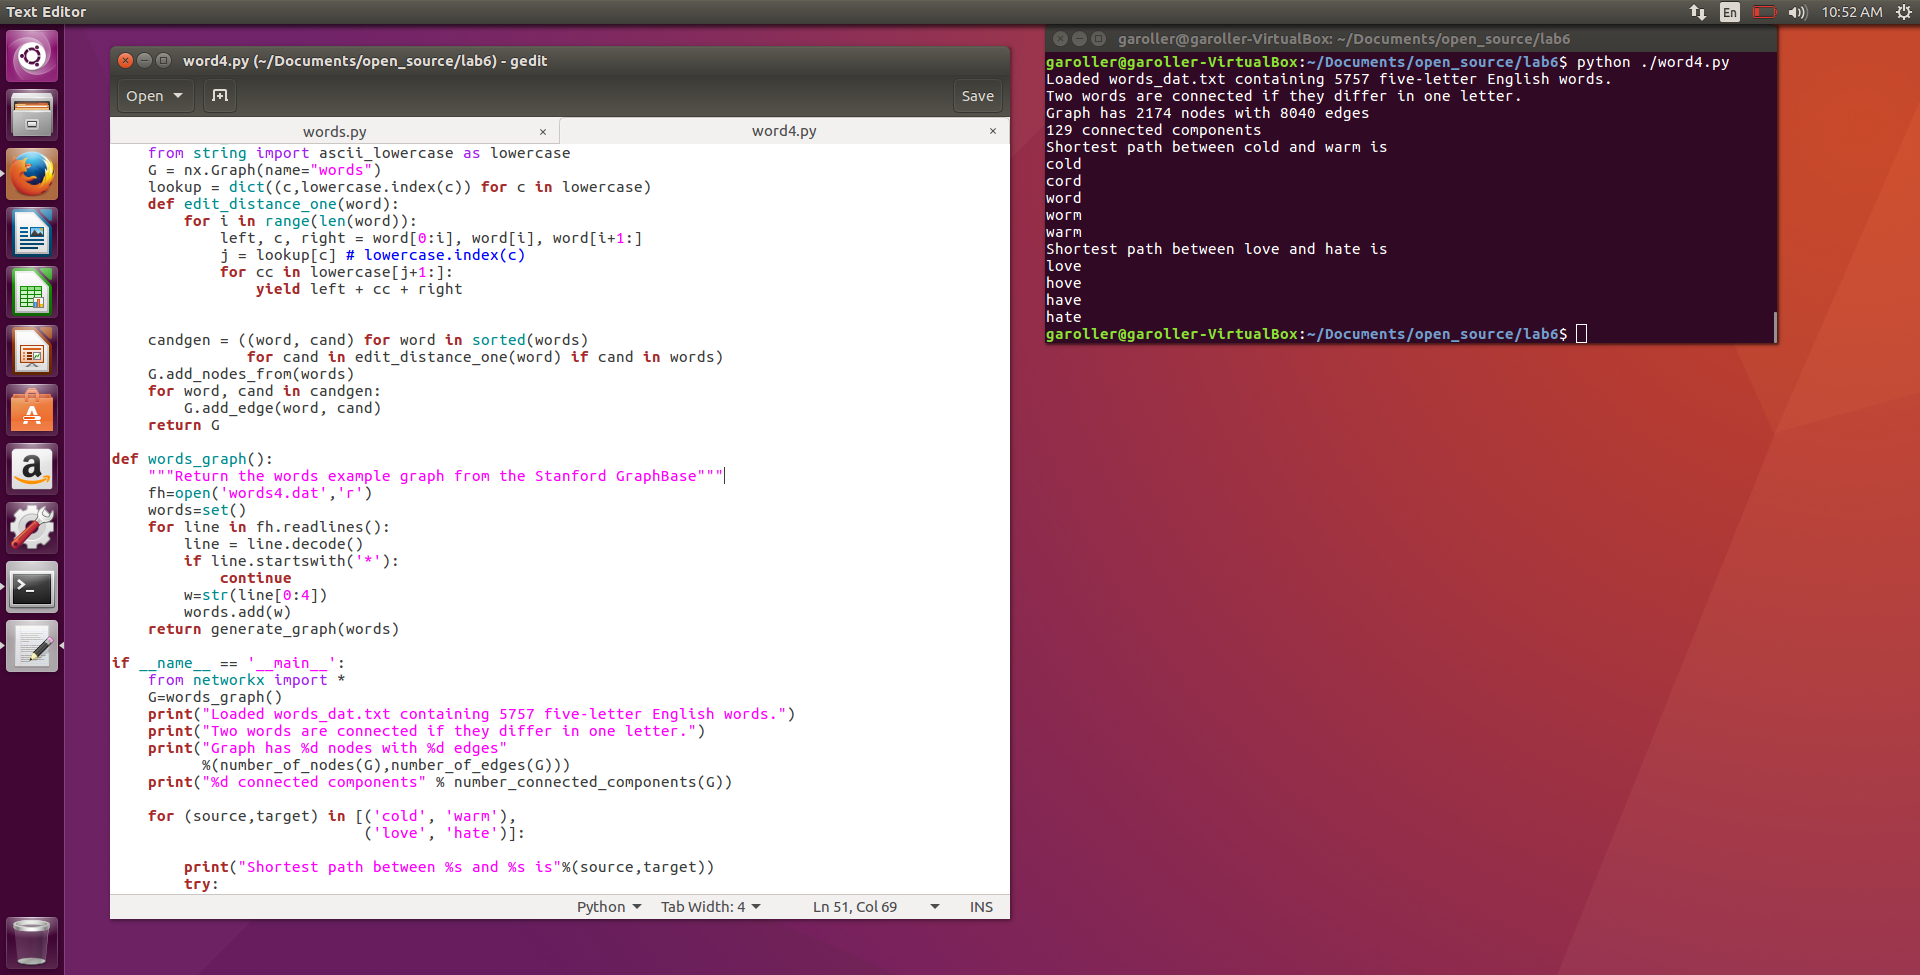 Text Editor
En
10:52 AM
word4.py (~/Documents/open_source/lab6) - gedit
Open
Save
words.py ×
word4.py ×
    from string import ascii_lowercase as lowercase
    G = nx.Graph(name="words")
    lookup = dict((c,lowercase.index(c)) for c in lowercase)
    def edit_distance_one(word):
        for i in range(len(word)):
            left, c, right = word[0:i], word[i], word[i+1:]
            j = lookup[c] # lowercase.index(c)
            for cc in lowercase[j+1:]:
                yield left + cc + right
    candgen = ((word, cand) for word in sorted(words)
               for cand in edit_distance_one(word) if cand in words)
    G.add_nodes_from(words)
    for word, cand in candgen:
        G.add_edge(word, cand)
    return G
def words_graph():
    """Return the words example graph from the Stanford GraphBase"""
    fh=open('words4.dat','r')
    words=set()
    for line in fh.readlines():
        line = line.decode()
        if line.startswith('*'):
            continue
        w=str(line[0:4])
        words.add(w)
    return generate_graph(words)
if __name__ == '__main__':
    from networkx import *
    G=words_graph()
    print("Loaded words_dat.txt containing 5757 five-letter English words.")
    print("Two words are connected if they differ in one letter.")
    print("Graph has %d nodes with %d edges"
          %(number_of_nodes(G),number_of_edges(G)))
    print("%d connected components" % number_connected_components(G))
    for (source,target) in [('cold', 'warm'),
                            ('love', 'hate')]:
        print("Shortest path between %s and %s is"%(source,target))
        try:
Python Tab Width: 4 Ln 51, Col 69 INS
garoller@garoller-VirtualBox: ~/Documents/open_source/lab6
garoller@garoller-VirtualBox:~/Documents/open_source/lab6$ python ./word4.py
Loaded words_dat.txt containing 5757 five-letter English words.
Two words are connected if they differ in one letter.
Graph has 2174 nodes with 8040 edges
129 connected components
Shortest path between cold and warm is
cold
cord
word
worm
warm
Shortest path between love and hate is
love
hove
have
hate
garoller@garoller-VirtualBox:~/Documents/open_source/lab6$